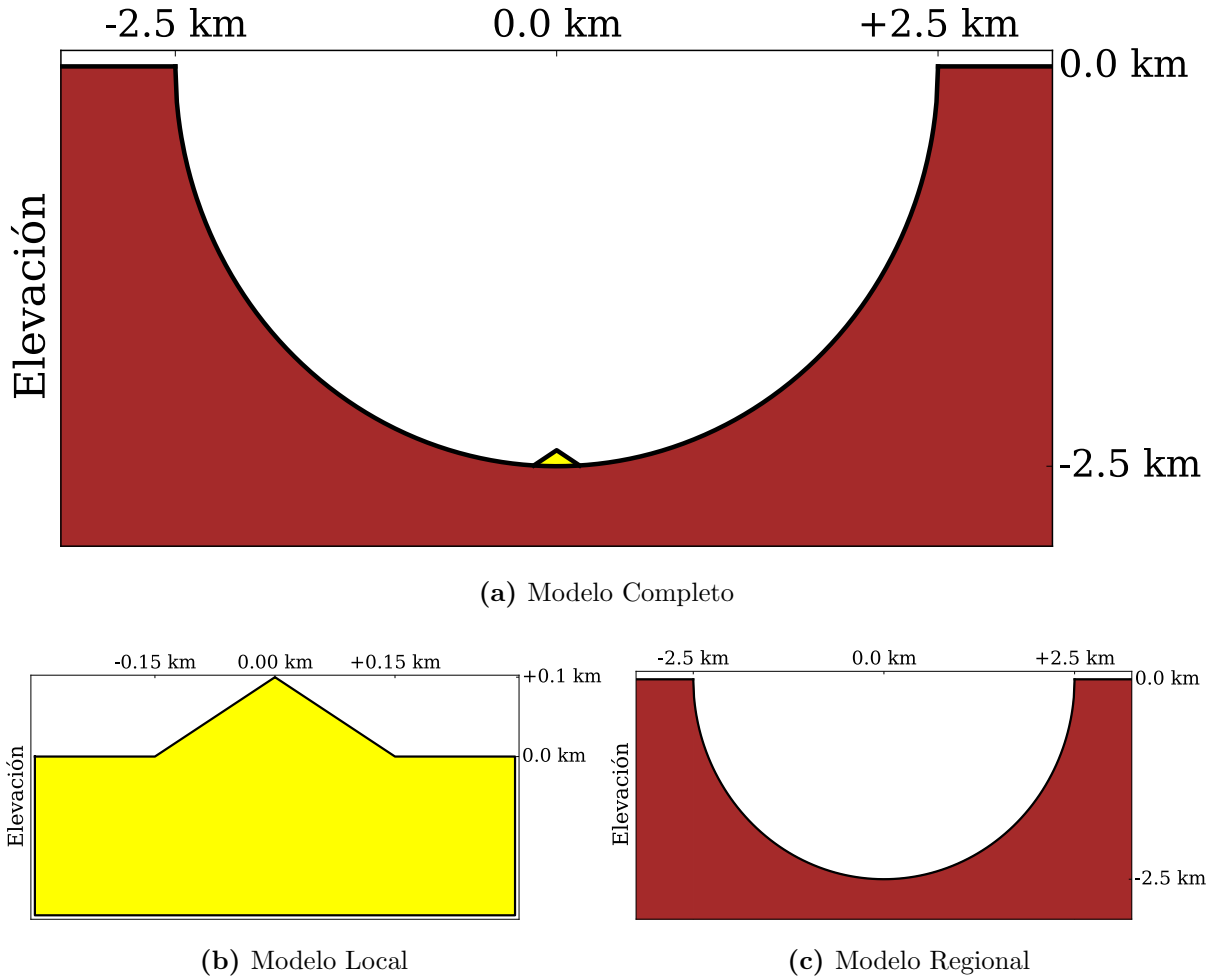 -2.5 km 0.0 km +2.5 km
0.0 km
Elevación
-2.5 km
(a) Modelo Completo
-0.15 km 0.00 km +0.15 km
+0.1 km
0.0 km
Elevación
(b) Modelo Local
-2.5 km 0.0 km +2.5 km
0.0 km
Elevación
-2.5 km
(c) Modelo Regional